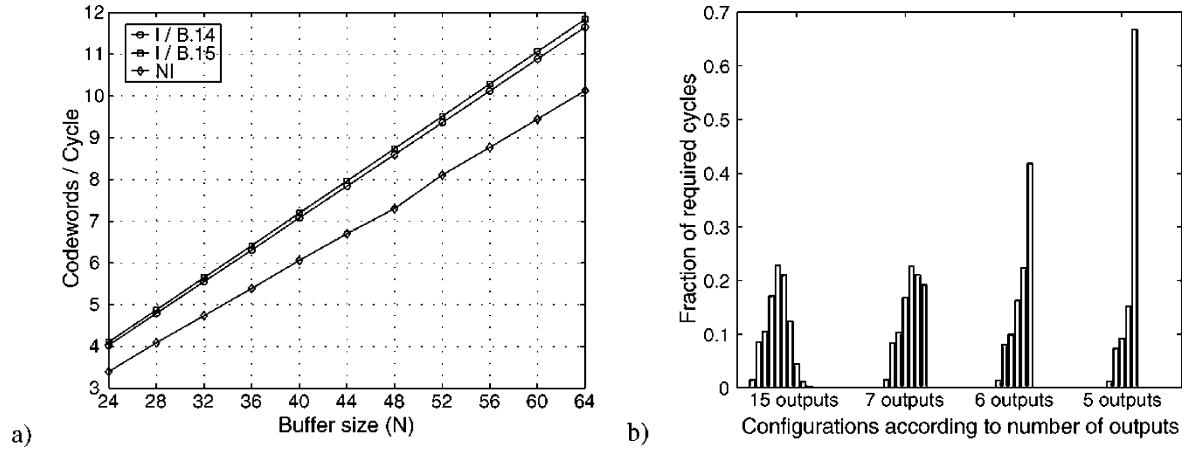 12
11
10
9
8
7
6
5
4
3
Codewords / Cycle
I / B.14
I / B.15
NI
24 28 32 36 40 44 48 52 56 60 64
Buffer size (N)
a)
0.7
0.6
0.5
0.4
0.3
0.2
0.1
0
Fraction of required cycles
15 outputs 7 outputs 6 outputs 5 outputs
Configurations according to number of outputs
b)